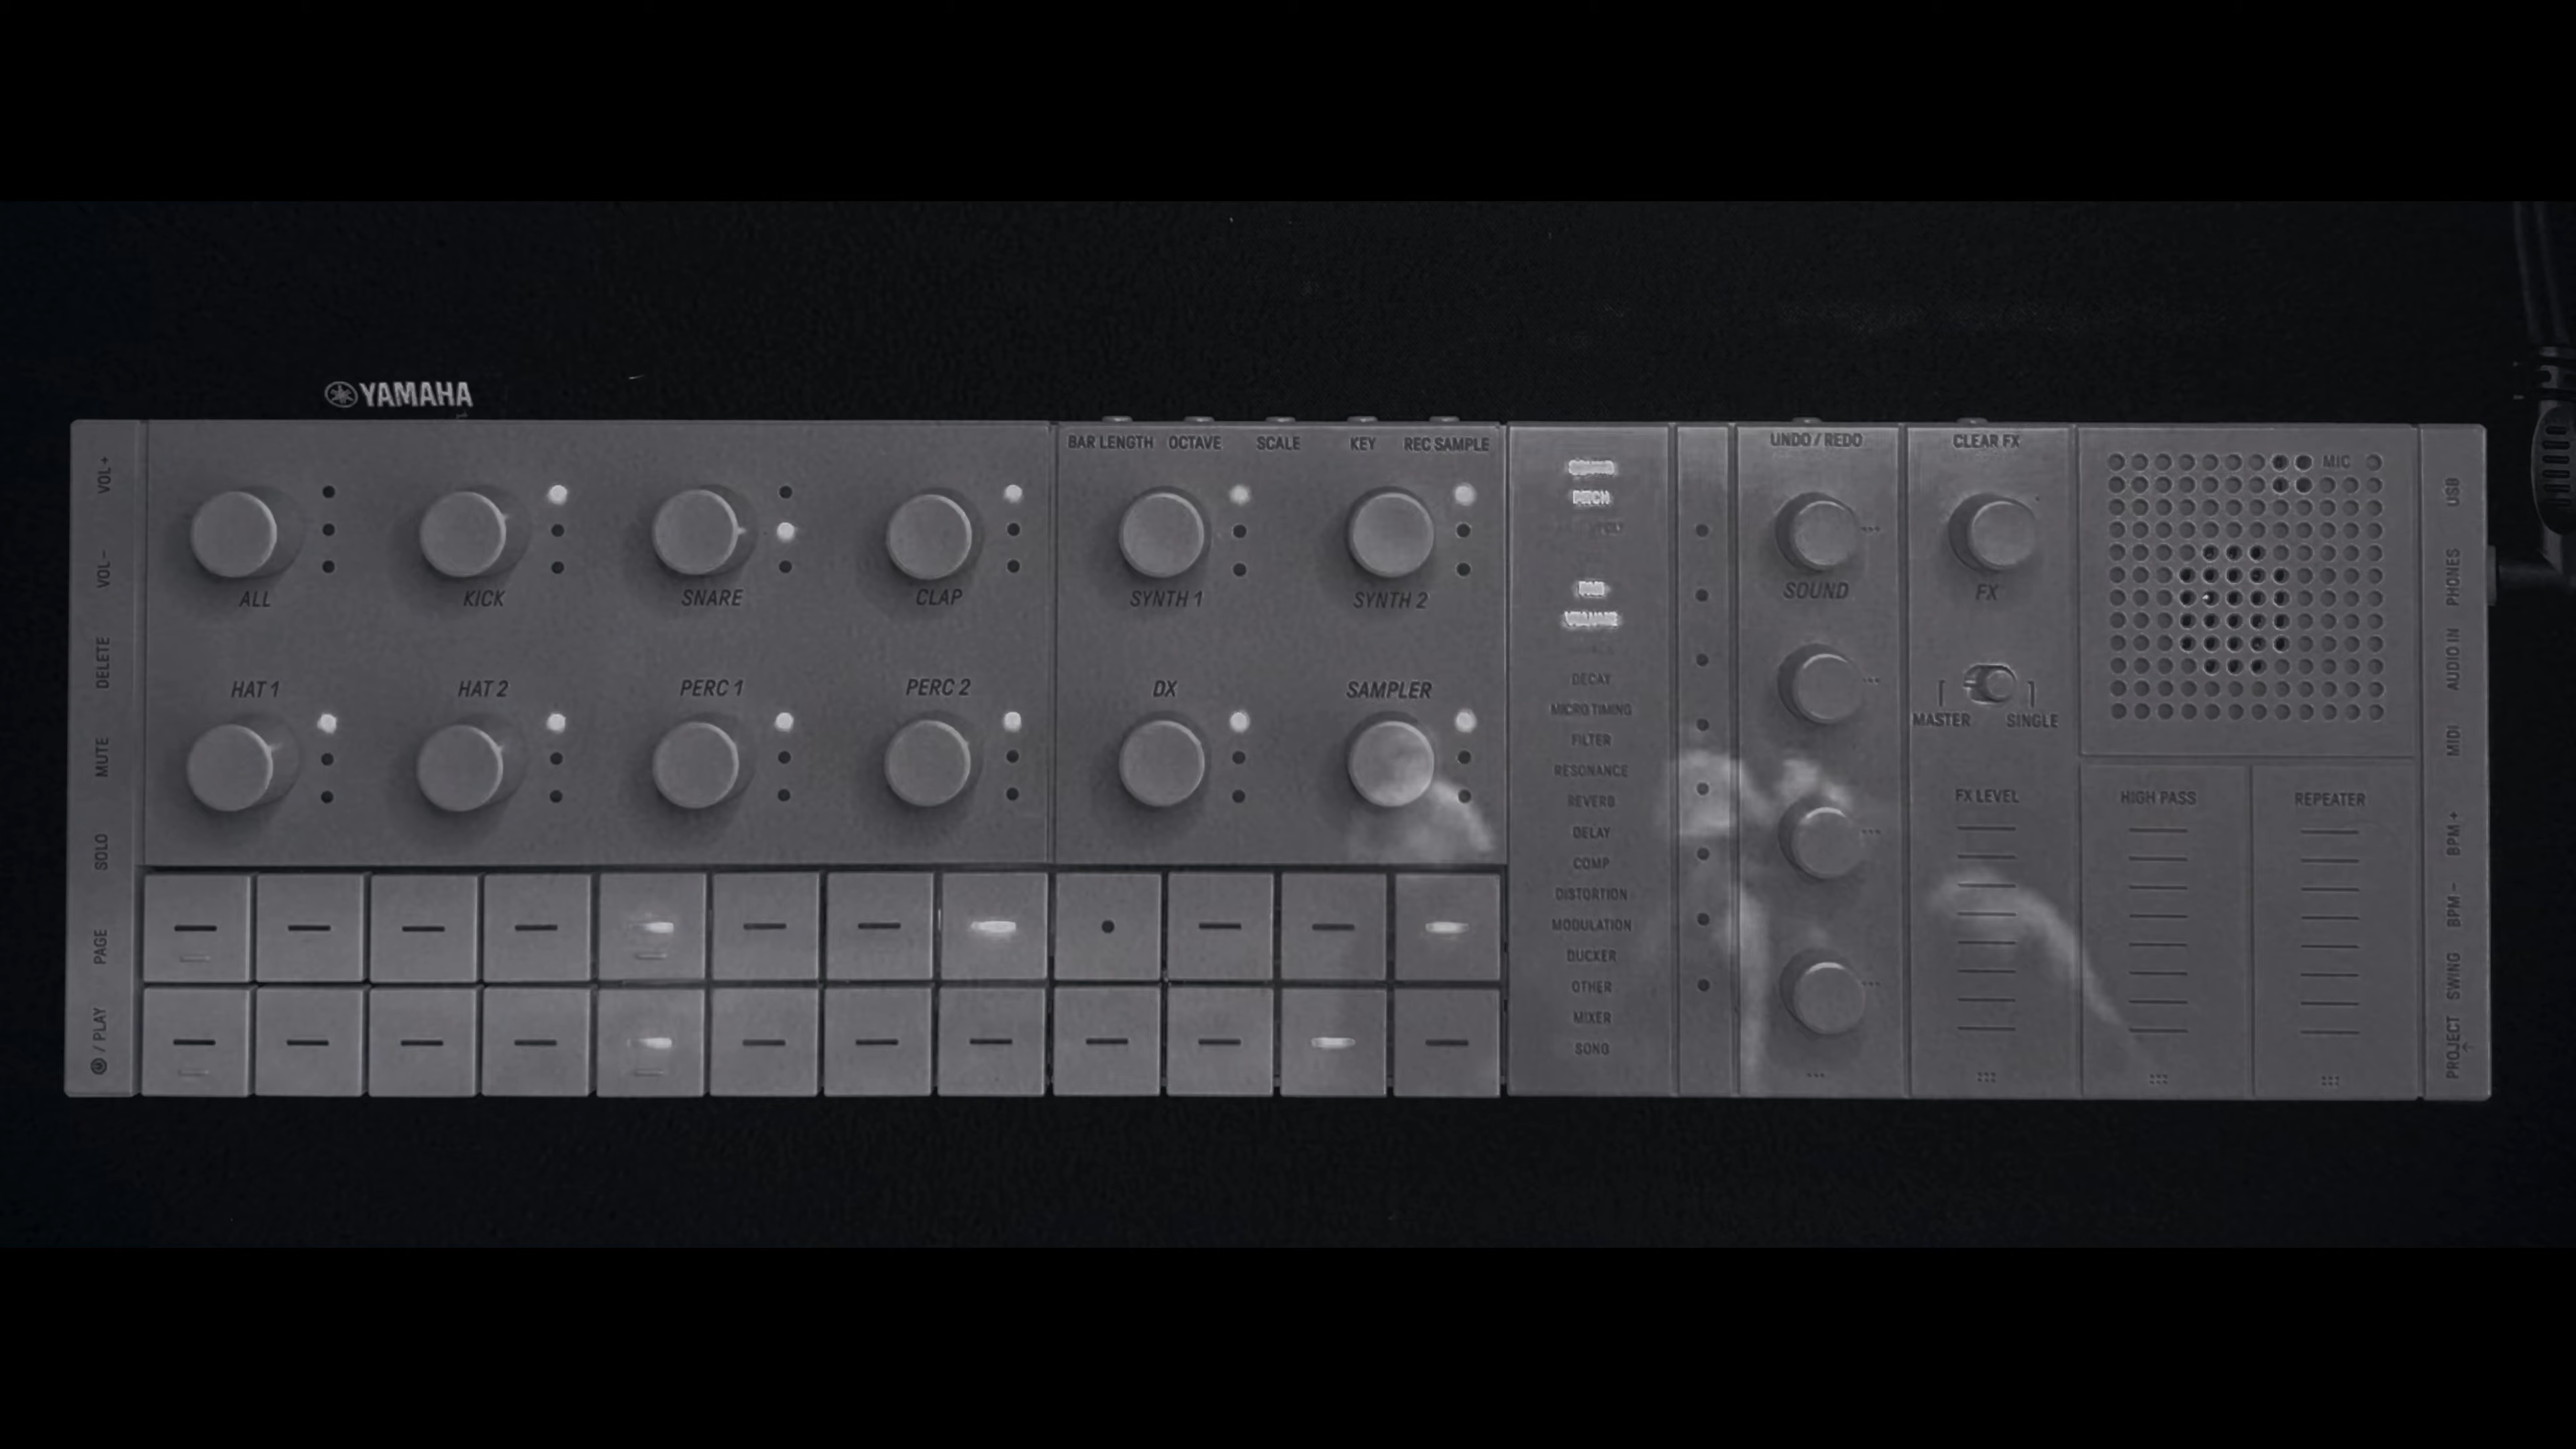 YAMAHA
BAR LENGTH OCTAVE SCALE KEY REC SAMPLE
UNDO / REDO CLEAR FX
MIC
VOL+
VOL−
DELETE
MUTE
SOLO
PAGE
/ PLAY
ALL KICK SNARE CLAP
SYNTH 1 SYNTH 2
HAT 1 HAT 2 PERC 1 PERC 2
DX SAMPLER
PITCH
DECAY
MICRO TIMING
FILTER
RESONANCE
REVERB
DELAY
COMP
DISTORTION
MODULATION
DUCKER
OTHER
MIXER
SONG
SOUND
FX
MASTER SINGLE
FX LEVEL
HIGH PASS
REPEATER
USB
PHONES
AUDIO IN
MIDI
BPM +
BPM −
SWING
PROJECT